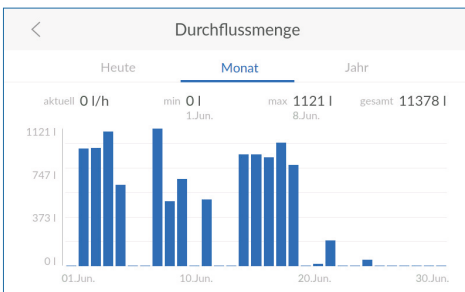 Durchflussmenge
Heute Monat Jahr
aktuell 0 l/h min 0 l max 1121 l gesamt 11378 l
1.Jun. 8.Jun.
1121 l
747 l
373 l
0 l
01.Jun. 10.Jun. 20.Jun. 30.Jun.